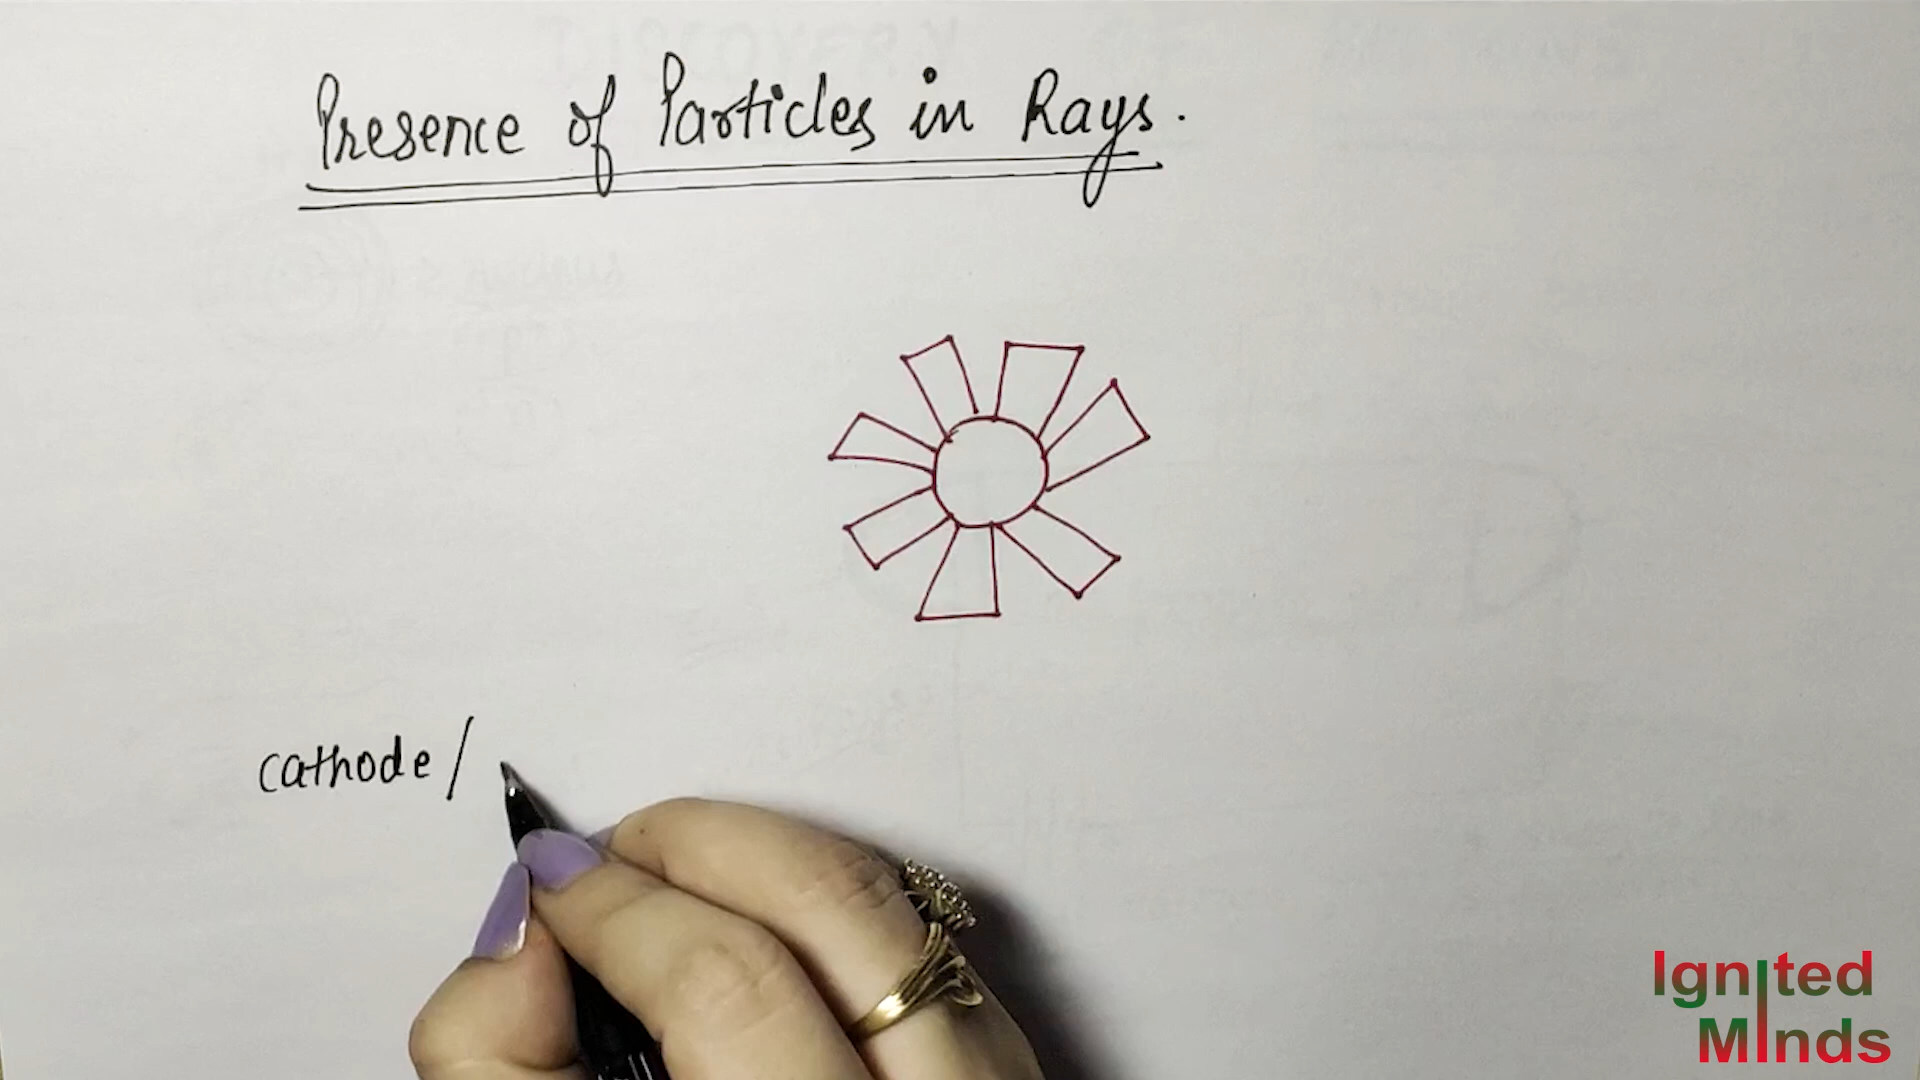 Presence of Particles in Rays.
cathode /
Ignited
Minds